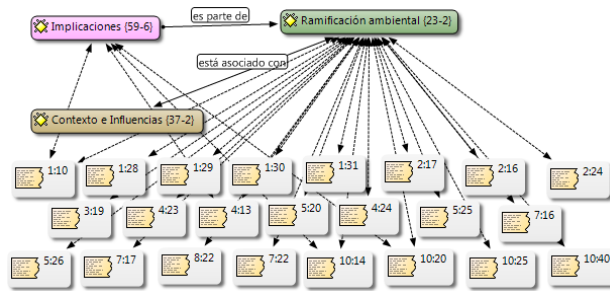 es parte de
Implicaciones {59-6}
Ramificación ambiental {23-2}
está asociado con
Contexto e Influencias {37-2}
1:10 1:28 1:29 1:30 1:31 2:17 2:16 2:24
3:19 4:23 4:13 5:20 4:24 5:25 7:16
5:26 7:17 8:22 7:22 10:14 10:20 10:25 10:40